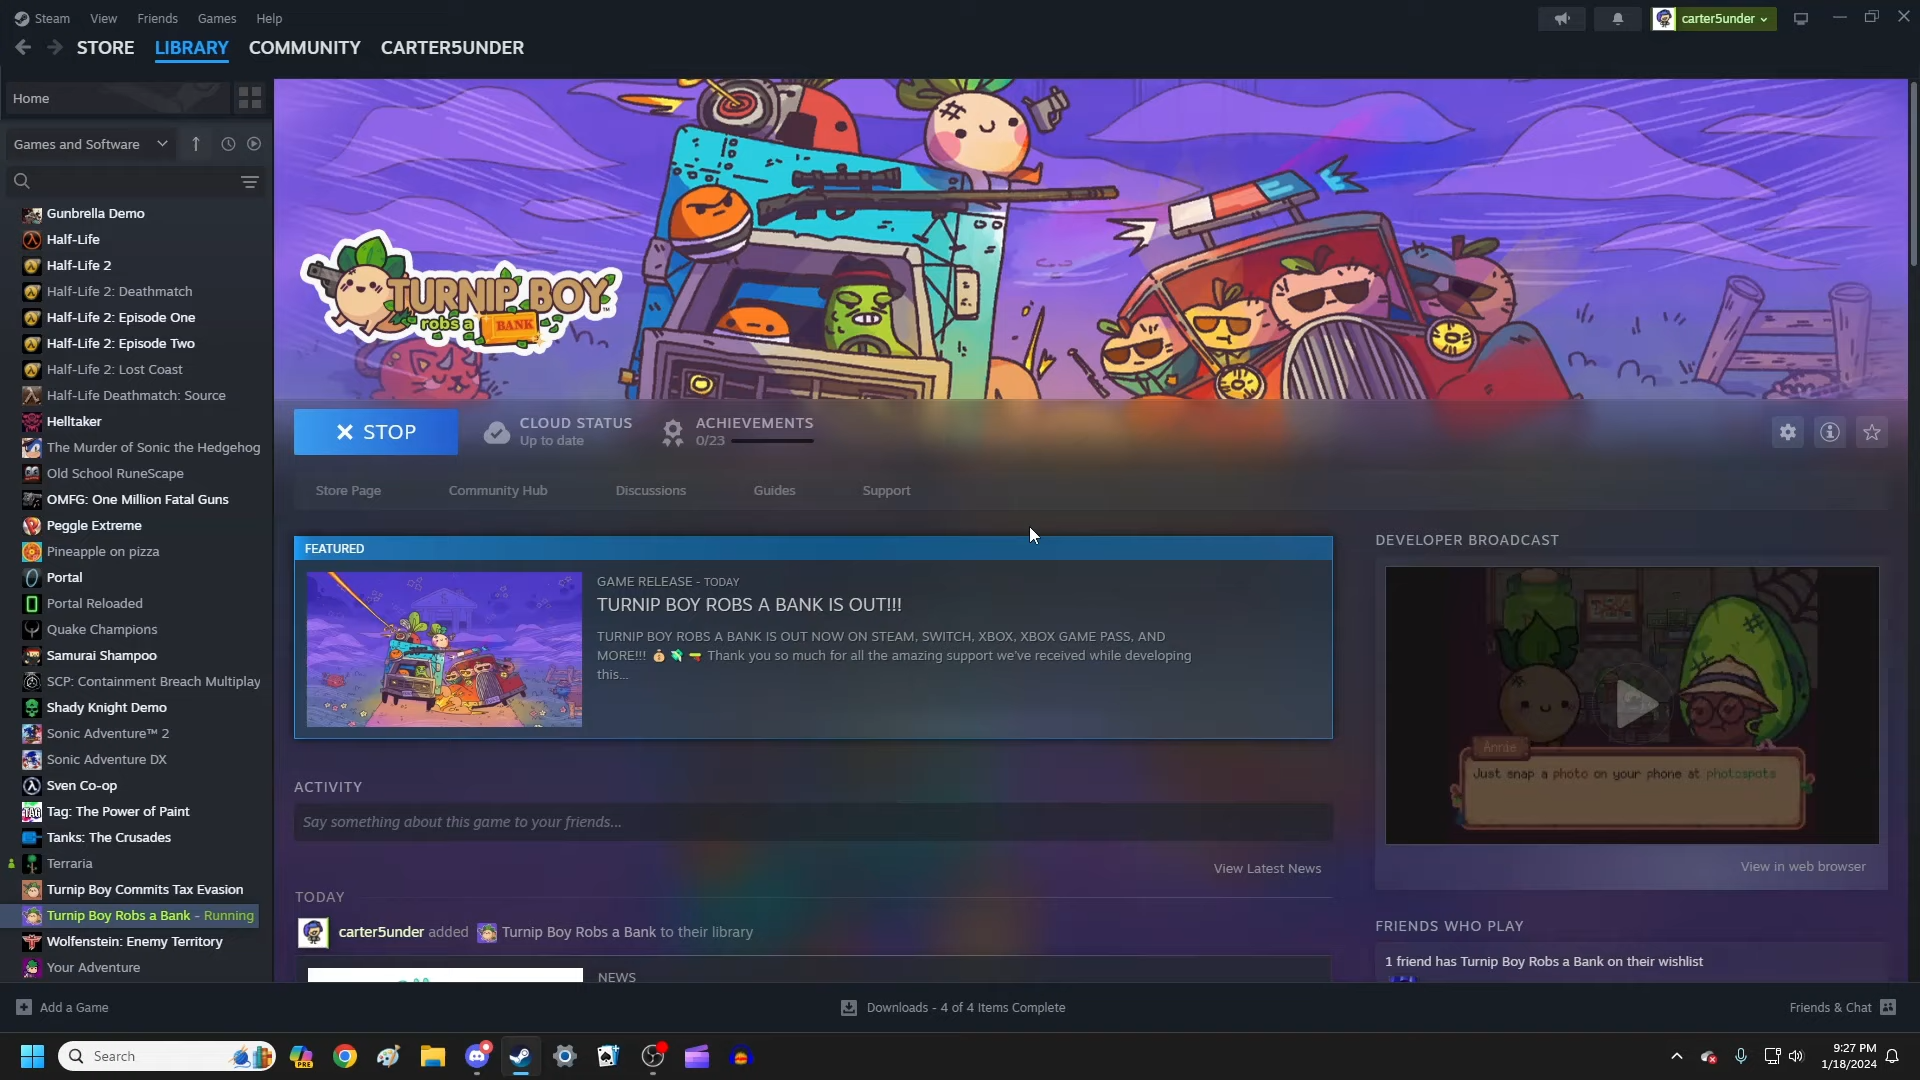 Steam View Friends Games Help
carter5under
STORE LIBRARY COMMUNITY CARTER5UNDER
Home
Games and Software
Gunbrella Demo
Half-Life
Half-Life 2
Half-Life 2: Deathmatch
Half-Life 2: Episode One
Half-Life 2: Episode Two
Half-Life 2: Lost Coast
Half-Life Deathmatch: Source
Helltaker
The Murder of Sonic the Hedgehog
Old School RuneScape
OMFG: One Million Fatal Guns
Peggle Extreme
Pineapple on pizza
Portal
Portal Reloaded
Quake Champions
Samurai Shampoo
SCP: Containment Breach Multiplay
Shady Knight Demo
Sonic Adventure™ 2
Sonic Adventure DX
Sven Co-op
Tag: The Power of Paint
Tanks: The Crusades
Terraria
Turnip Boy Commits Tax Evasion
Turnip Boy Robs a Bank - Running
Wolfenstein: Enemy Territory
Your Adventure
TURNIP BOY™
robs a BANK
STOP
CLOUD STATUS
Up to date
ACHIEVEMENTS
0/23
Store Page Community Hub Discussions Guides Support
FEATURED
GAME RELEASE - TODAY
TURNIP BOY ROBS A BANK IS OUT!!!
TURNIP BOY ROBS A BANK IS OUT NOW ON STEAM, SWITCH, XBOX, XBOX GAME PASS, AND
MORE!!! 💰 💸 🔫 Thank you so much for all the amazing support we've received while developing
this...
ACTIVITY
Say something about this game to your friends...
View Latest News
TODAY
carter5under added Turnip Boy Robs a Bank to their library
NEWS
DEVELOPER BROADCAST
Annie
Just snap a photo on your phone at photospots
View in web browser
FRIENDS WHO PLAY
1 friend has Turnip Boy Robs a Bank on their wishlist
Add a Game
Downloads - 4 of 4 Items Complete
Friends & Chat
Search
PRE
9:27 PM
1/18/2024